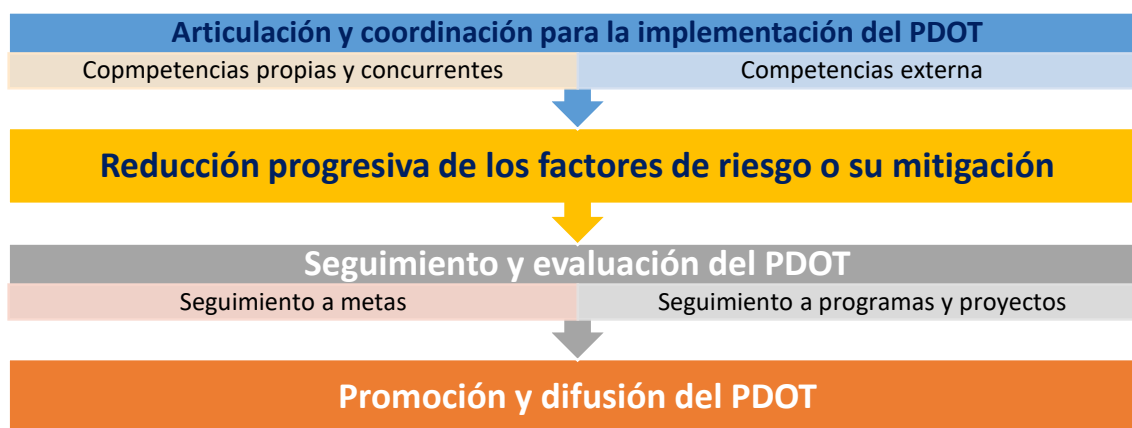 Articulación y coordinación para la implementación del PDOT
Copmpetencias propias y concurrentes
Competencias externa
Reducción progresiva de los factores de riesgo o su mitigación
Seguimiento y evaluación del PDOT
Seguimiento a metas
Seguimiento a programas y proyectos
Promoción y difusión del PDOT